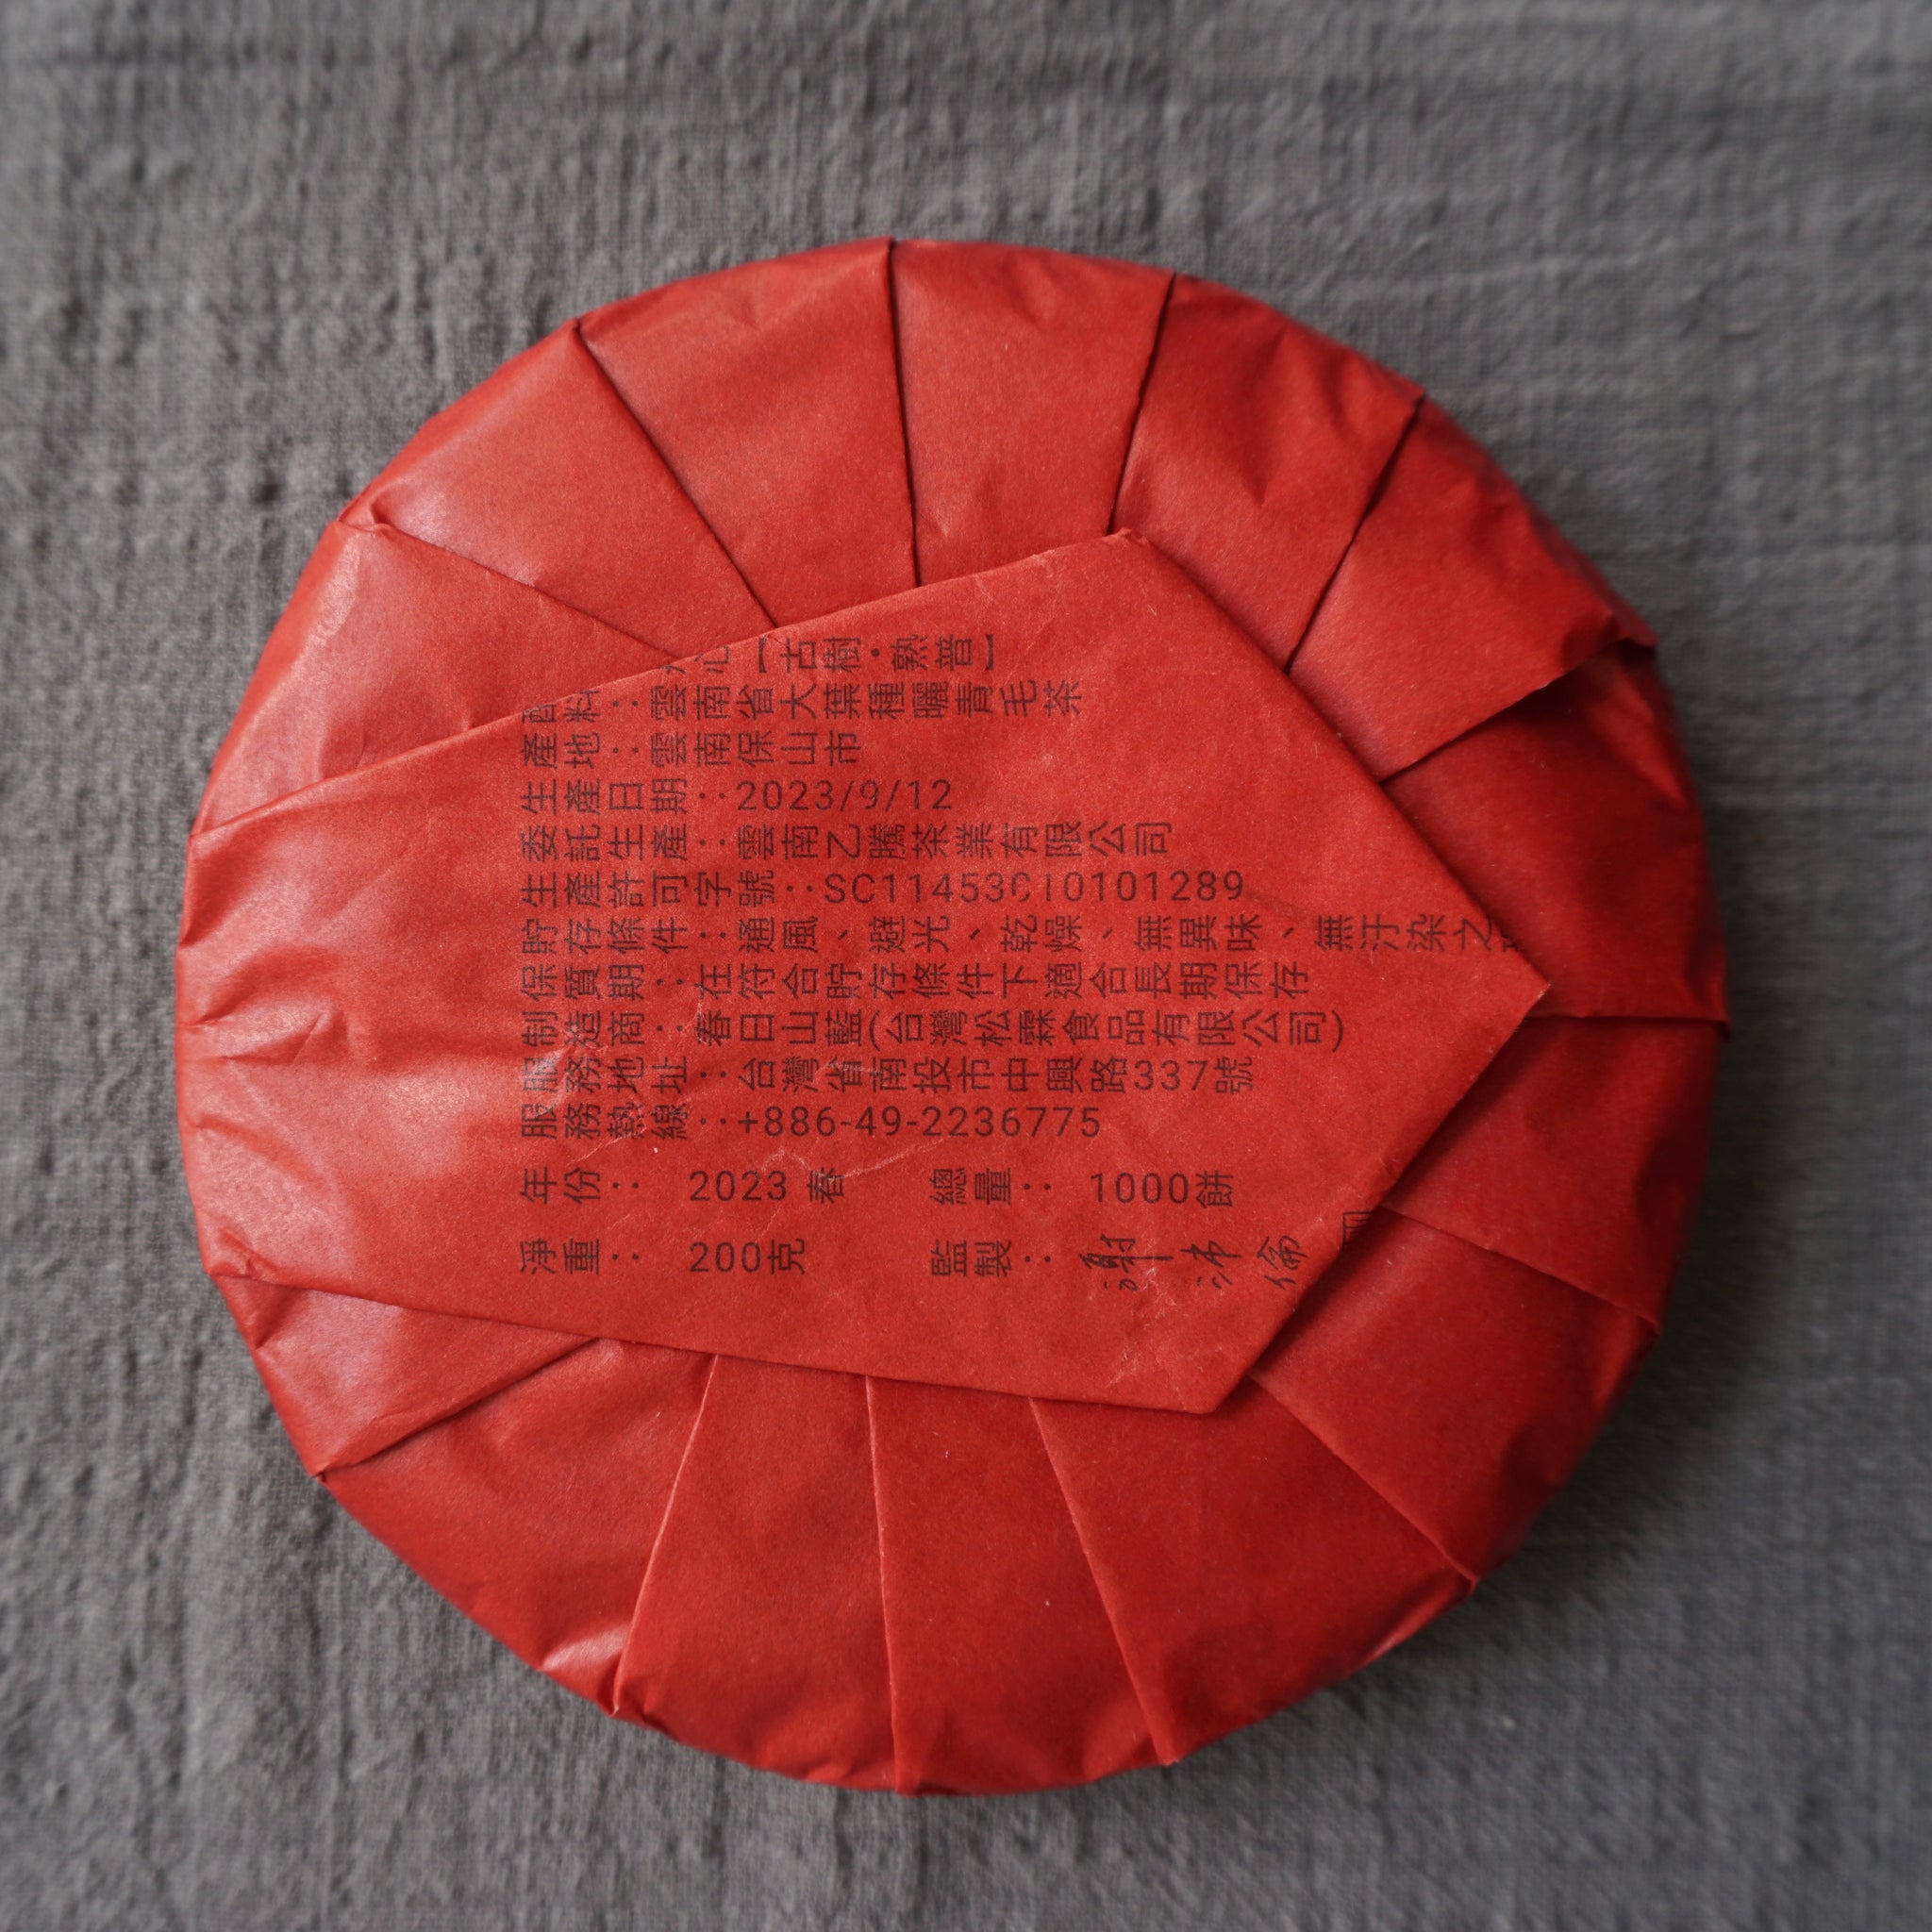 心【古樹•熟普】
配料：雲南省大葉種曬青毛茶
產地：雲南保山市
生產日期：2023/9/12
委託生產：雲南乙騰茶業有限公司
生產許可字號：SC11453010101289
貯存條件：通風、避光、乾燥、無異味、無汙染之
保質期：在符合貯存條件下適合長期保存
制造商：春日山藍(台灣松霖食品有限公司)
服務地址：台灣省南投市中興路337號
服務熱線：+886-49-2236775
年份： 2023 春 總量： 1000餅
淨重： 200克 監製： 謝沛倫